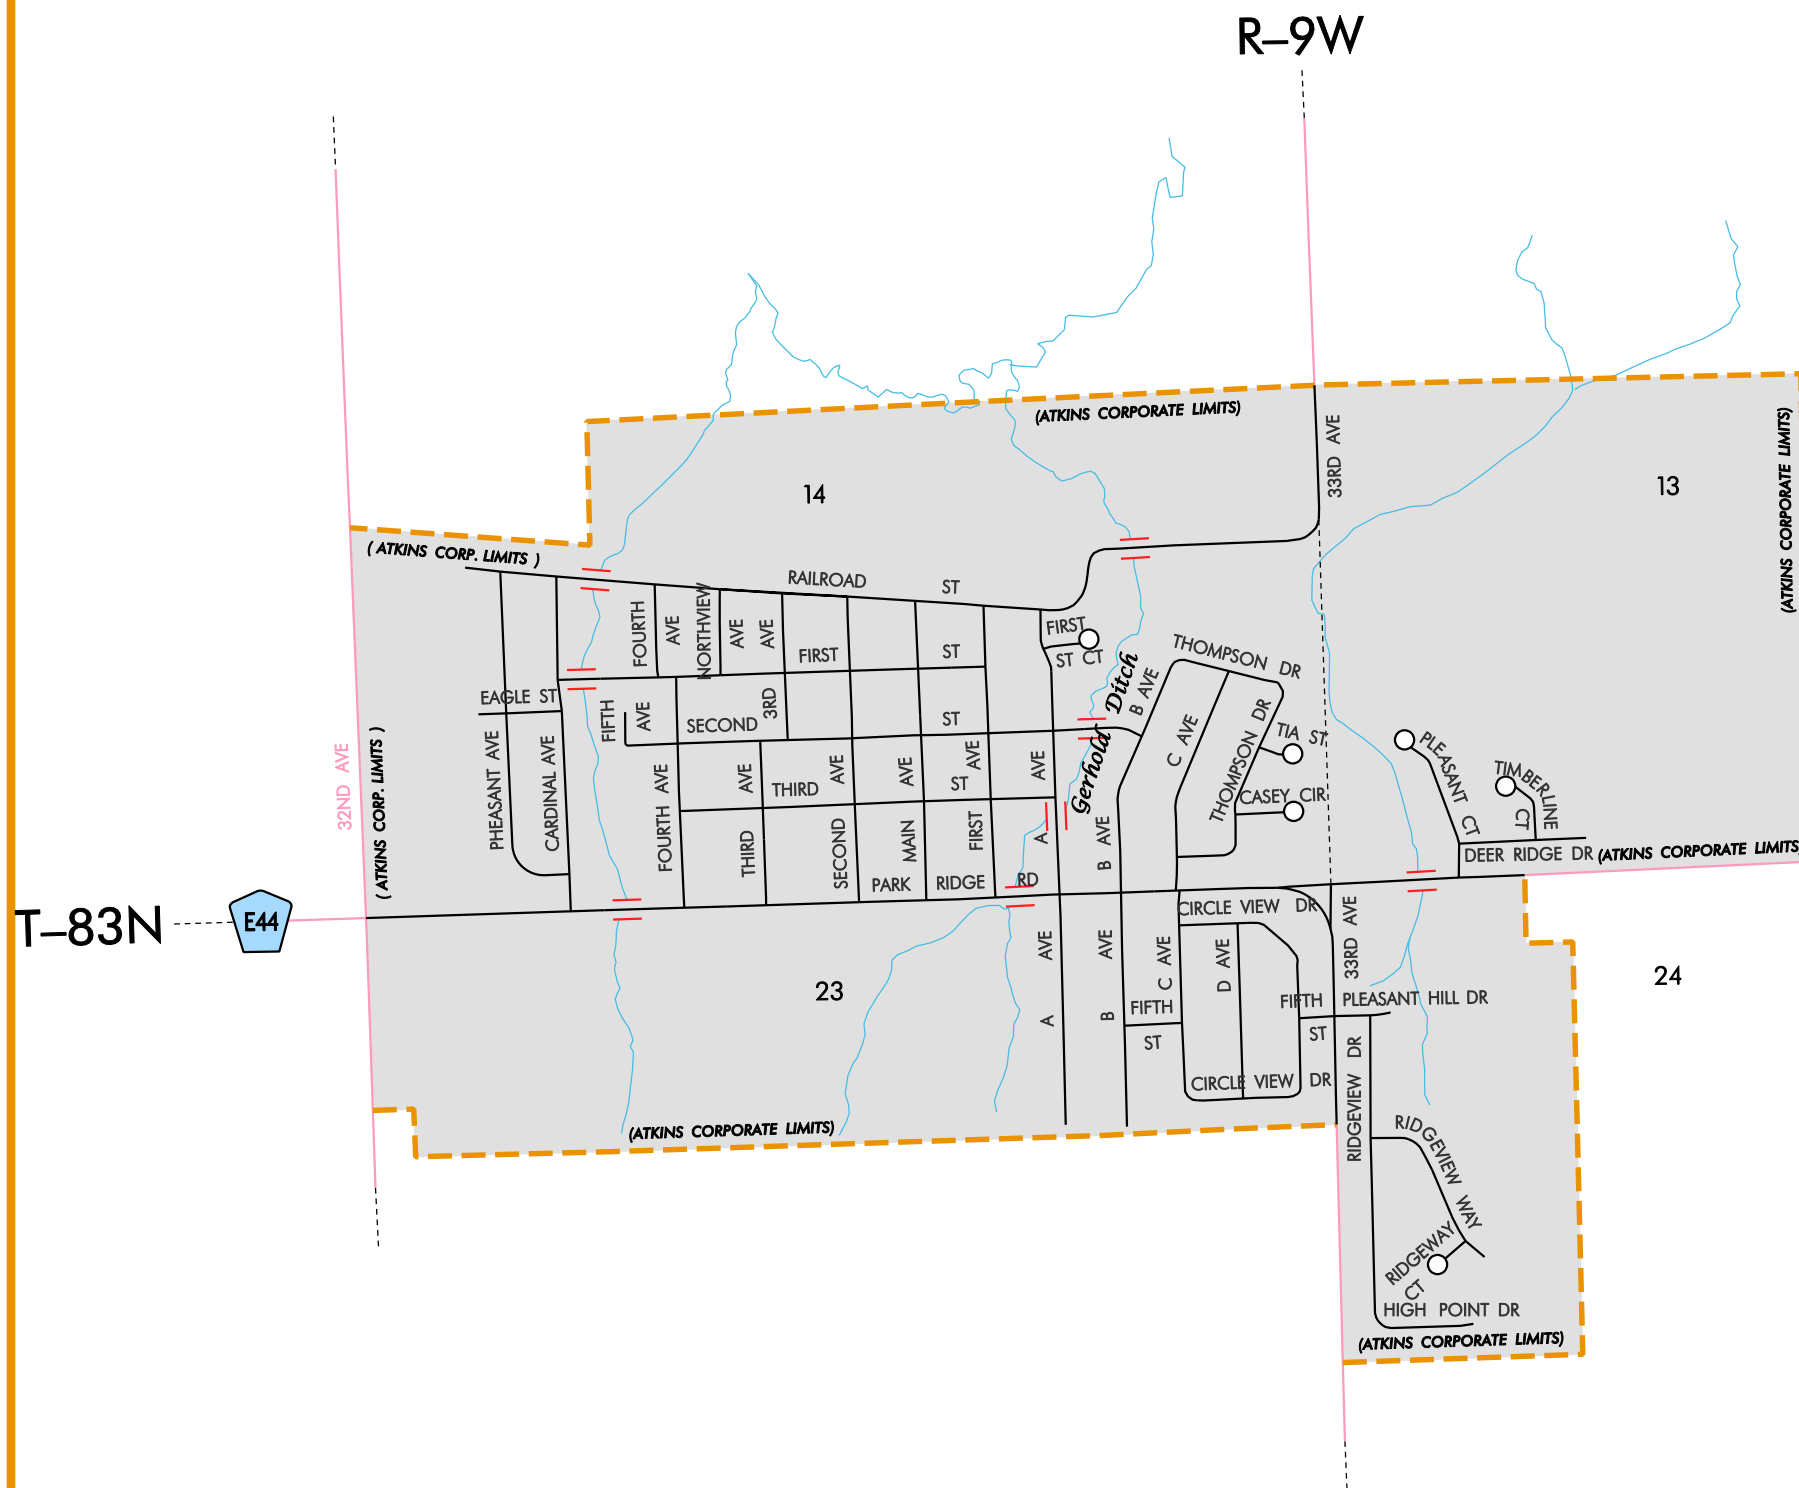 R–9W
(ATKINS CORPORATE LIMITS)
33RD AVE
(ATKINS CORPORATE LIMITS)
14
13
( ATKINS CORP. LIMITS )
RAILROAD ST
FOURTH AVE
NORTHVIEW AVE
AVE
FIRST ST
FIRST ST CT
THOMPSON DR
Gerhold Ditch
B AVE
EAGLE ST
FIFTH AVE
SECOND ST
3RD
C AVE
THOMPSON DR
TIA ST
CASEY CIR
PLEASANT CT
TIMBERLINE CT
32ND AVE
( ATKINS CORP. LIMITS )
PHEASANT AVE
CARDINAL AVE
FOURTH AVE
THIRD AVE
THIRD ST
SECOND AVE
MAIN AVE
FIRST AVE
A AVE
B AVE
DEER RIDGE DR
(ATKINS CORPORATE LIMITS)
PARK RIDGE RD
T–83N
E44
CIRCLE VIEW DR
33RD AVE
23
A AVE
B AVE
C AVE
D AVE
24
FIFTH ST
FIFTH ST
PLEASANT HILL DR
CIRCLE VIEW DR
RIDGEVIEW DR
(ATKINS CORPORATE LIMITS)
RIDGEVIEW WAY
RIDGEWAY CT
HIGH POINT DR
(ATKINS CORPORATE LIMITS)